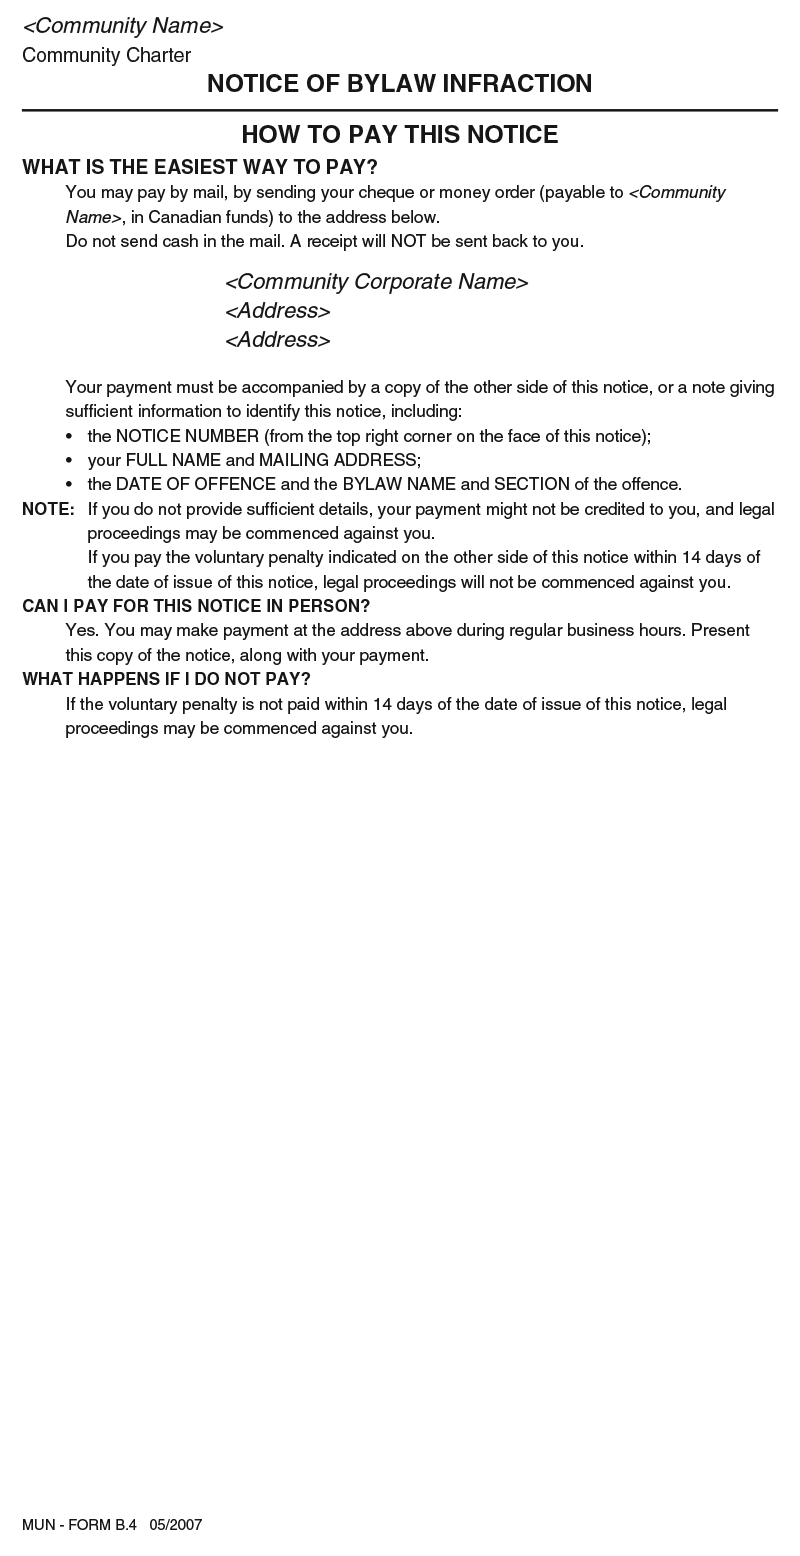 <Community Name>
Community Charter
NOTICE OF BYLAW INFRACTION
HOW TO PAY THIS NOTICE
WHAT IS THE EASIEST WAY TO PAY?
You may pay by mail, by sending your cheque or money order (payable to <Community
Name>, in Canadian funds) to the address below.
Do not send cash in the mail. A receipt will NOT be sent back to you.
<Community Corporate Name>
<Address>
<Address>
Your payment must be accompanied by a copy of the other side of this notice, or a note giving
sufficient information to identify this notice, including:
• the NOTICE NUMBER (from the top right corner on the face of this notice);
• your FULL NAME and MAILING ADDRESS;
• the DATE OF OFFENCE and the BYLAW NAME and SECTION of the offence.
NOTE: If you do not provide sufficient details, your payment might not be credited to you, and legal
proceedings may be commenced against you.
If you pay the voluntary penalty indicated on the other side of this notice within 14 days of
the date of issue of this notice, legal proceedings will not be commenced against you.
CAN I PAY FOR THIS NOTICE IN PERSON?
Yes. You may make payment at the address above during regular business hours. Present
this copy of the notice, along with your payment.
WHAT HAPPENS IF I DO NOT PAY?
If the voluntary penalty is not paid within 14 days of the date of issue of this notice, legal
proceedings may be commenced against you.
MUN - FORM B.4 05/2007